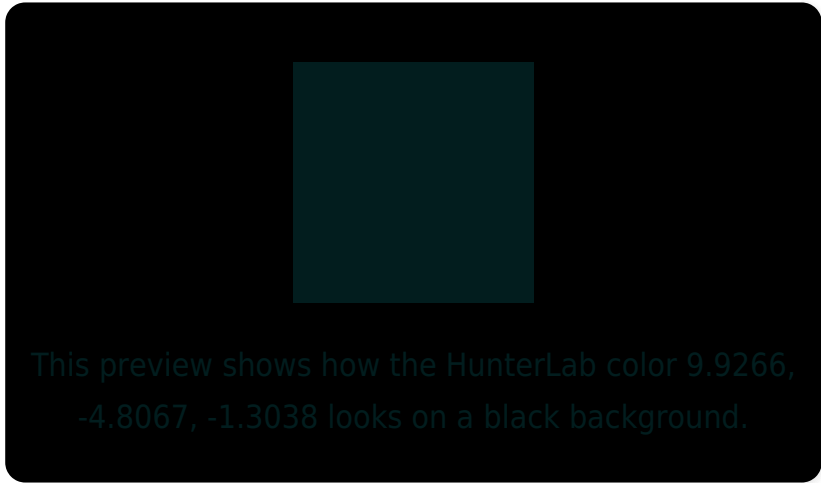 This preview shows how the HunterLab color 9.9266,
-4.8067, -1.3038 looks on a black background.